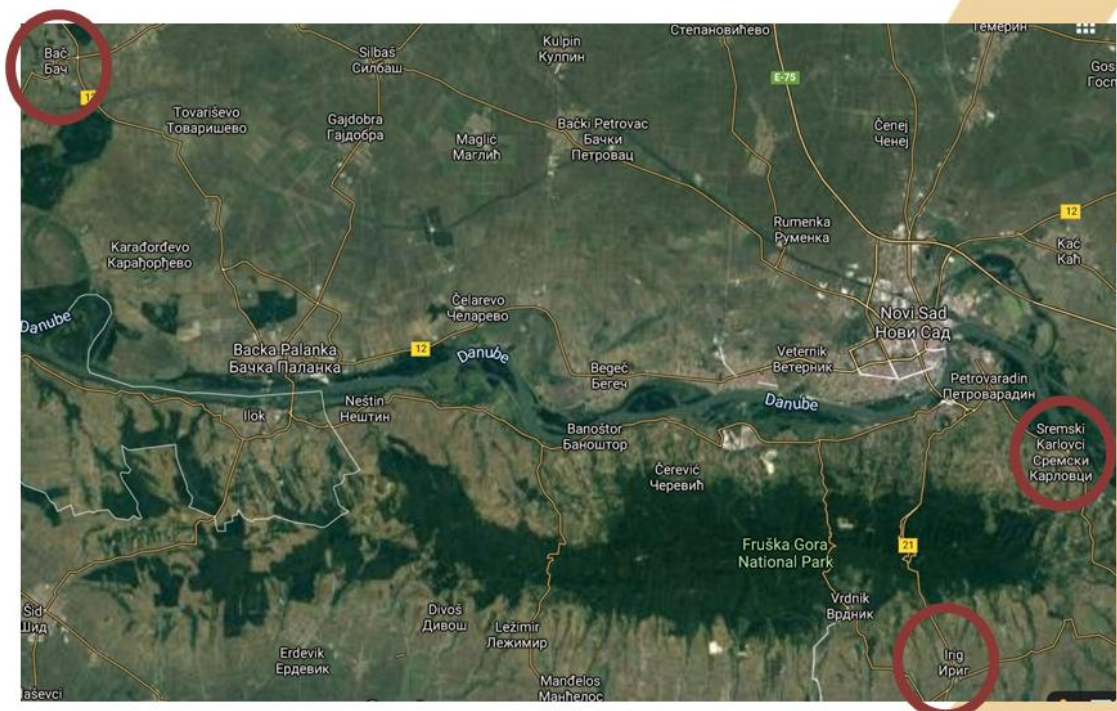 Bač
Бач
Tovariševo
Товаришево
Silbaš
Силбаш
Gajdobra
Гајдобра
Kulpin
Кулпин
Maglić
Маглић
Bački Petrovac
Бачки
Петровац
Степановићево
E-75
Темерин
Gos
Госп
Čenej
Ченеј
12
Kać
Каћ
Rumenka
Руменка
Karađorđevo
Карађорђево
Danube
Čelarevo
Челарево
Backa Palanka
Бачка Паланка
12
Danube
Begeč
Бегеч
Novi Sad
Нови Сад
Veternik
Ветерник
Petrovaradin
Петроварадин
Danube
Ilok
Neštin
Нештин
Banoštor
Баноштор
Čerević
Черевић
Sremski
Karlovci
Сремски
Карловци
Fruška Gora
National Park
21
Vrdnik
Врдник
Šid
Шид
Divoš
Дивош
Ležimir
Лежимир
Erdevik
Ердевик
Manđelos
Манђелос
Irig
Ириг
aševci